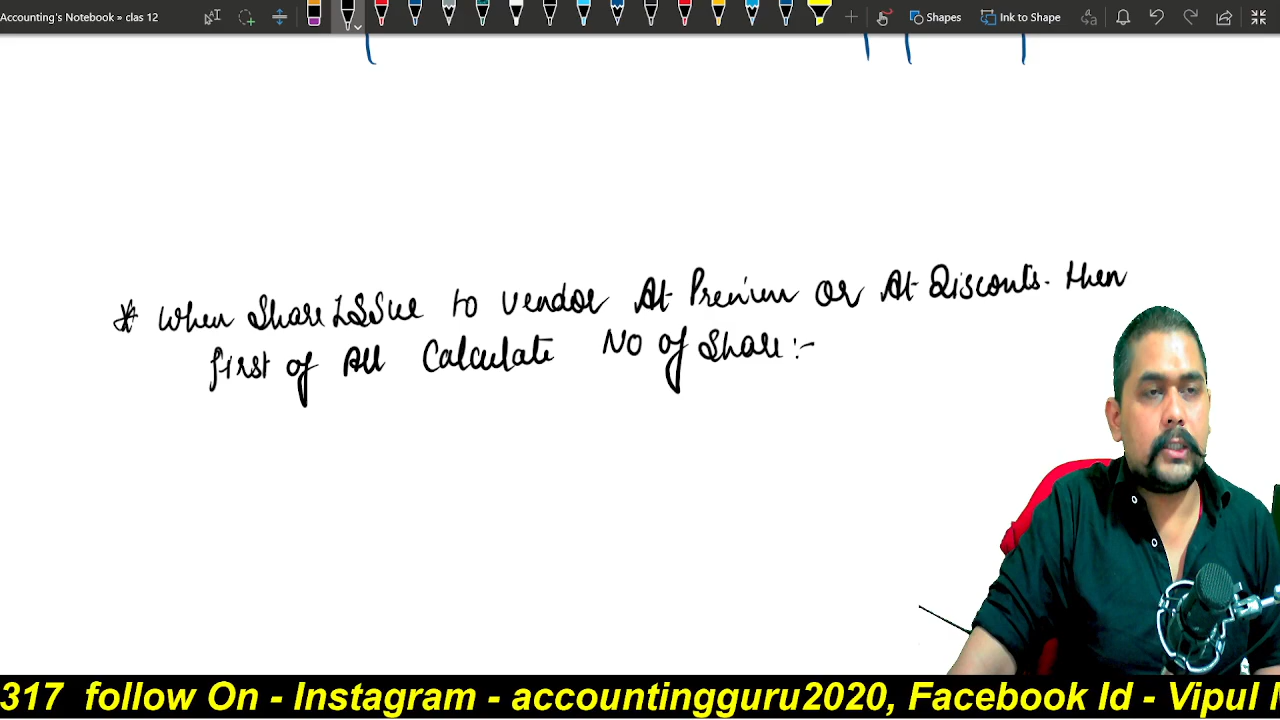 Accounting's Notebook » clas 12
Shapes
Ink to Shape
* When Share ISSue to vendor At Premium Or At Disconts. then
first of All Calculate No of Share :-
317 follow On - Instagram - accountingguru2020, Facebook Id - Vipul